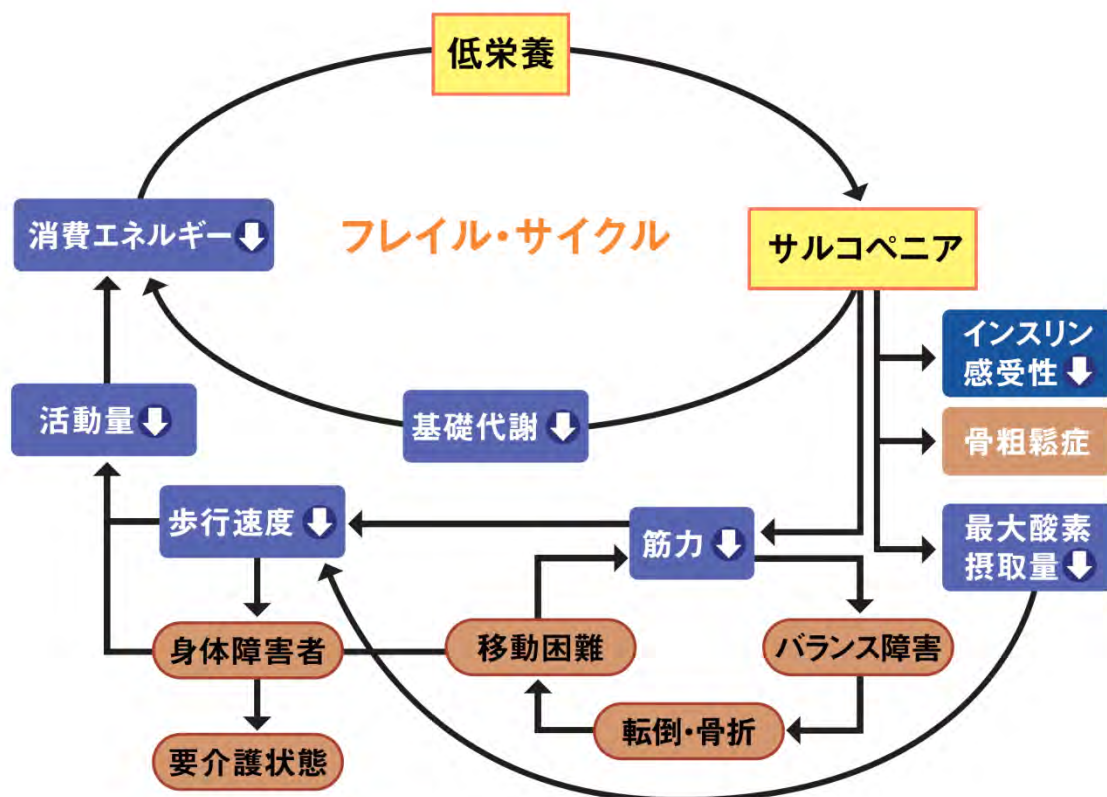 低栄養
消費エネルギー
フレイル・サイクル
サルコペニア
インスリン
感受性
活動量
基礎代謝
骨粗鬆症
歩行速度
筋力
最大酸素
摂取量
身体障害者
移動困難
バランス障害
転倒・骨折
要介護状態